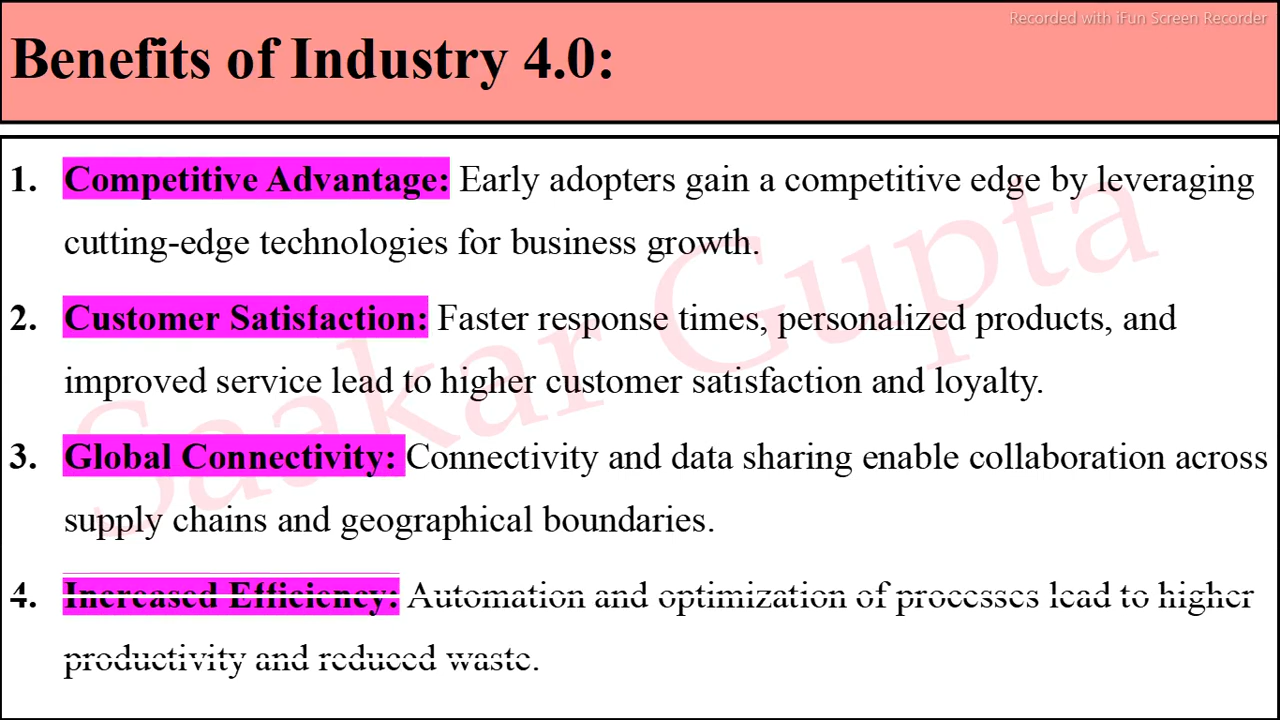 Recorded with iFun Screen Recorder
Benefits of Industry 4.0:
1. Competitive Advantage: Early adopters gain a competitive edge by leveraging
cutting-edge technologies for business growth.
2. Customer Satisfaction: Faster response times, personalized products, and
improved service lead to higher customer satisfaction and loyalty.
3. Global Connectivity: Connectivity and data sharing enable collaboration across
supply chains and geographical boundaries.
4. Increased Efficiency: Automation and optimization of processes lead to higher
productivity and reduced waste.
Saakar Gupta